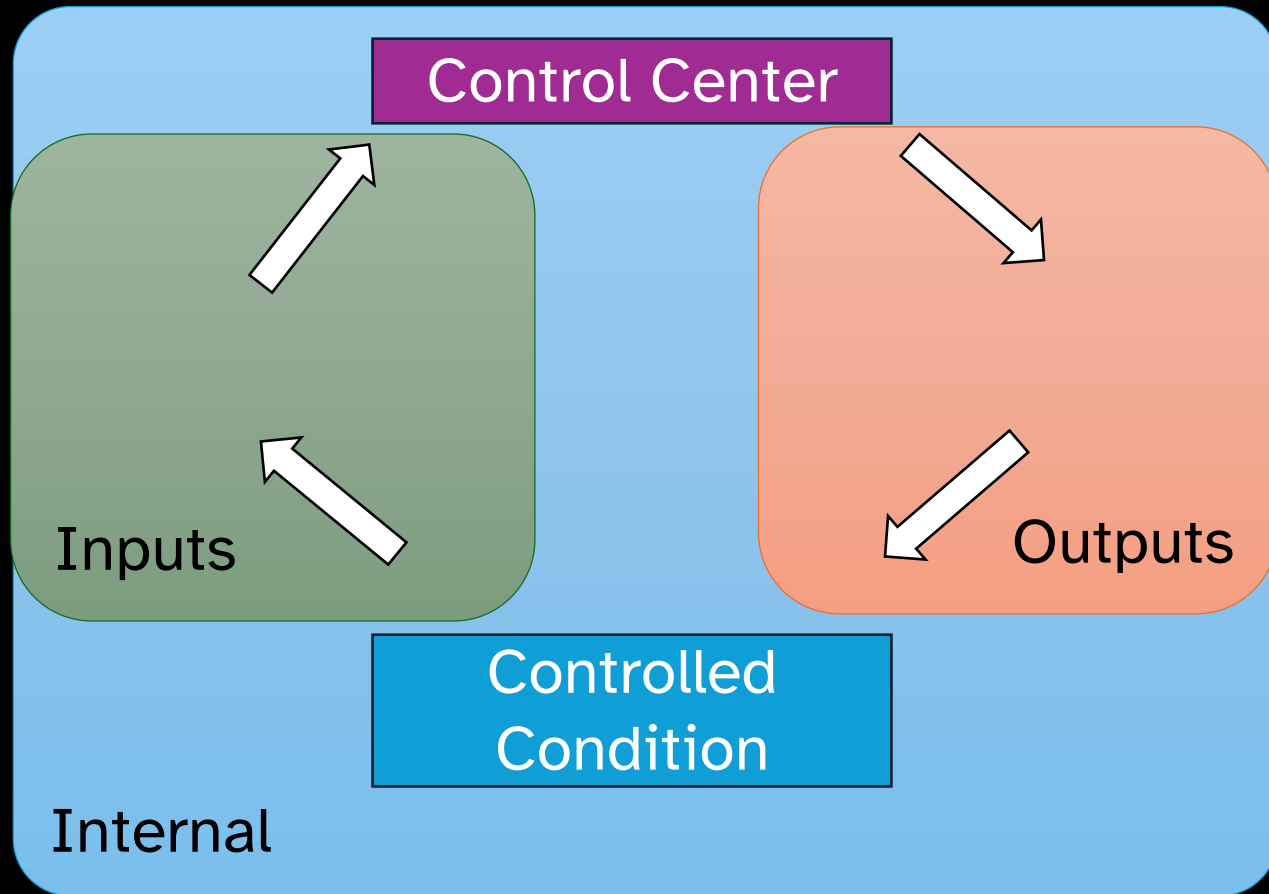 Control Center
Inputs
Outputs
Controlled
Condition
Internal